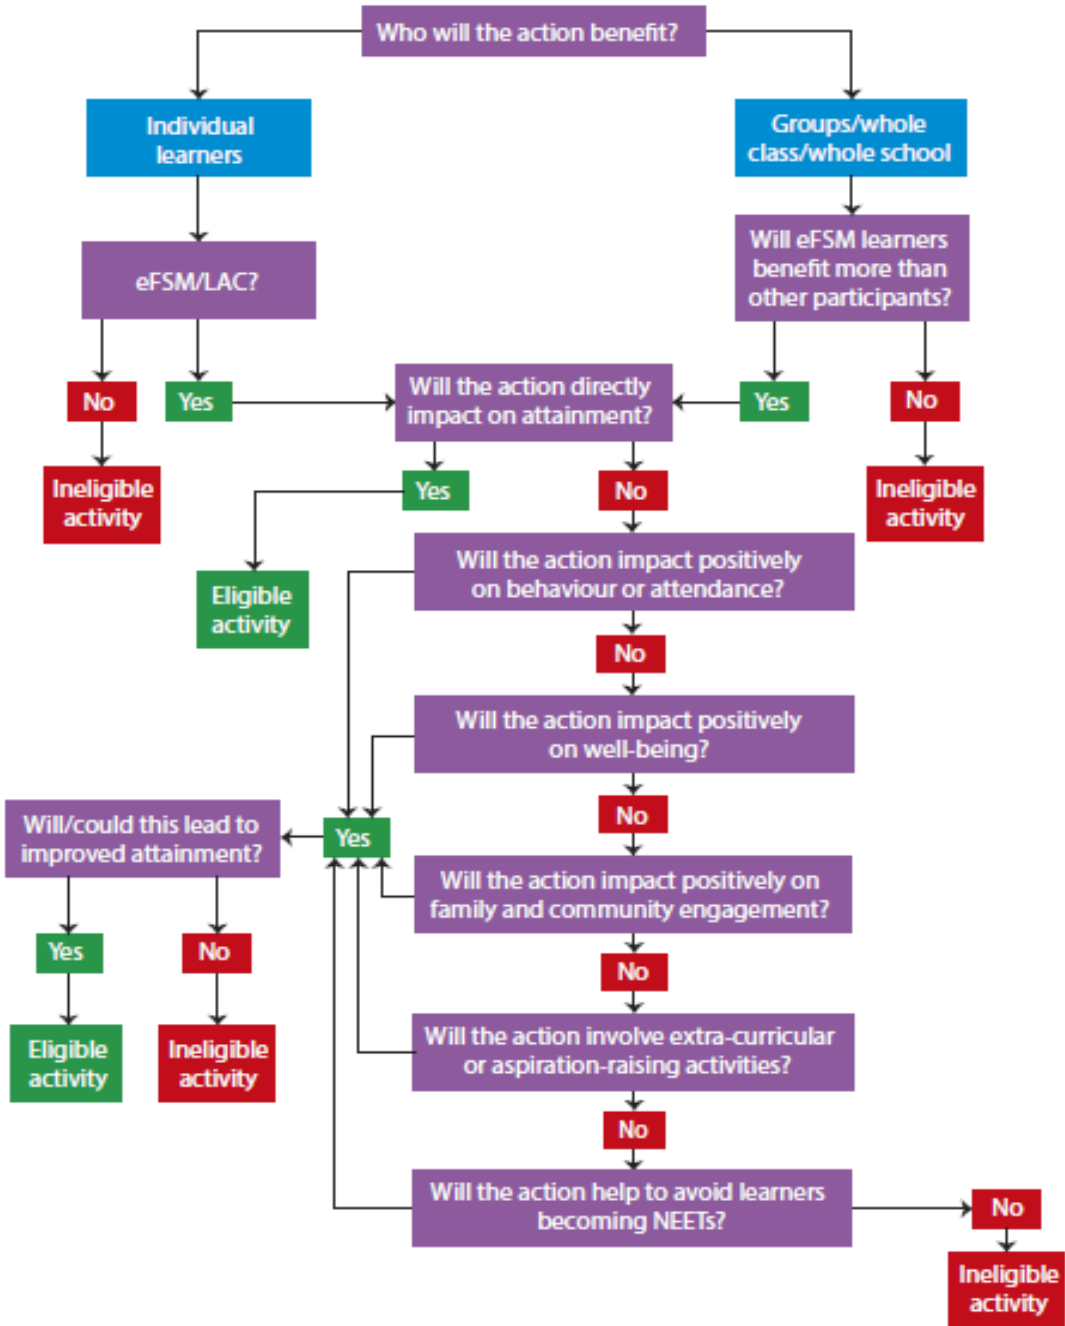 Who will the action benefit?
Individual
learners
Groups/whole
class/whole school
eFSM/LAC?
Will eFSM learners
benefit more than
other participants?
No
Yes
Will the action directly
impact on attainment?
Yes
No
Ineligible
activity
Yes
No
Ineligible
activity
Eligible
activity
Will the action impact positively
on behaviour or attendance?
No
Will the action impact positively
on well-being?
No
Will/could this lead to
improved attainment?
Yes
Will the action impact positively on
family and community engagement?
Yes
No
No
Eligible
activity
Ineligible
activity
Will the action involve extra-curricular
or aspiration-raising activities?
No
Will the action help to avoid learners
becoming NEETs?
No
Ineligible
activity